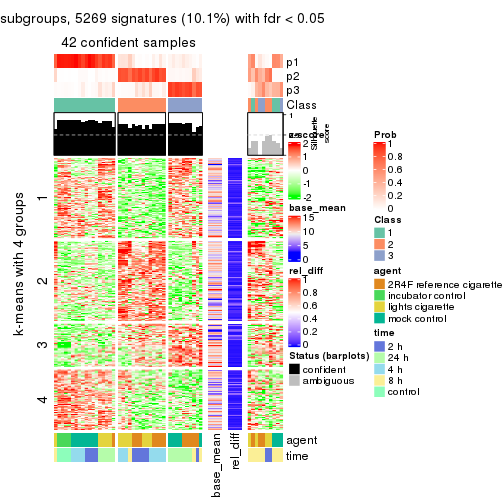 subgroups, 5269 signatures (10.1%) with fdr < 0.05
42 confident samples
p1
p2
p3
Class
1
Silhouette
score
z-score
2
1
0
-1
-2
base_mean
15
10
5
0
rel_diff
1
0.8
0.6
0.4
0.2
0
Status (barplots)
confident
ambiguous
Prob
1
0.8
0.6
0.4
0.2
0
Class
1
2
3
agent
2R4F reference cigarette
incubator control
lights cigarette
mock control
time
2 h
24 h
4 h
8 h
control
k-means with 4 groups
1
2
3
4
agent
time
base_mean
rel_diff